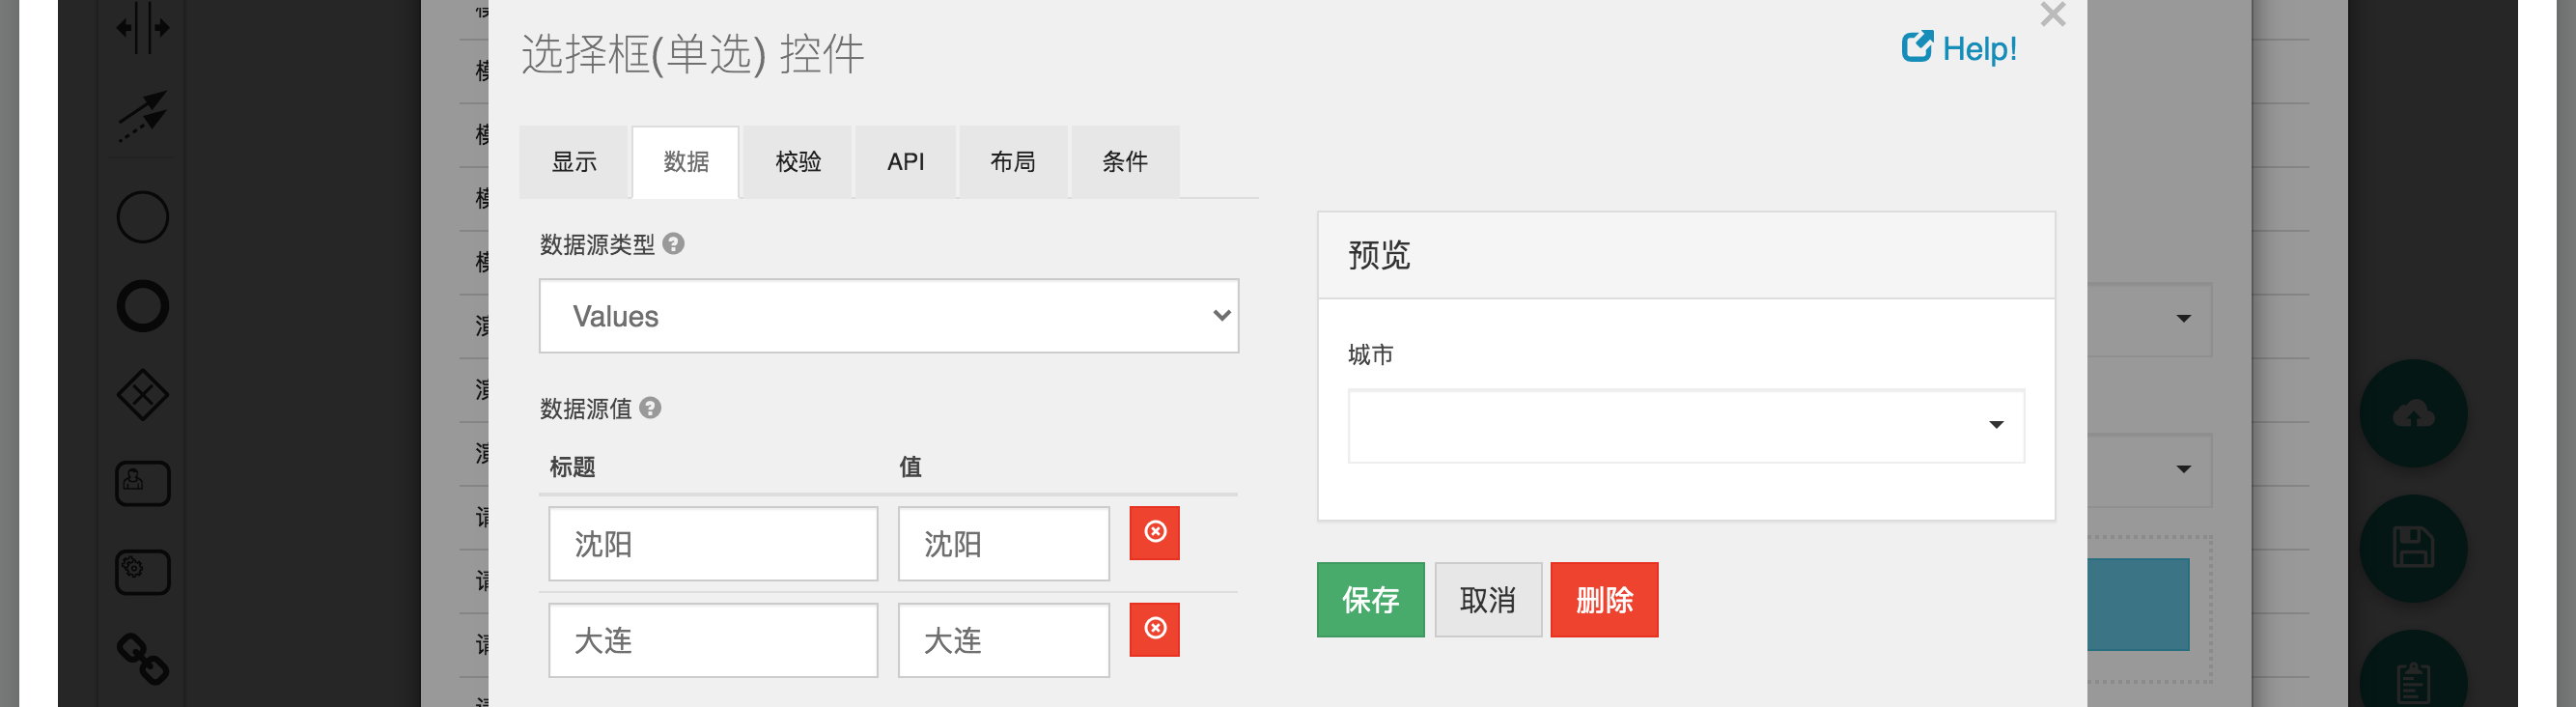 选择框(单选) 控件
Help!
显示 数据 校验 API 布局 条件
数据源类型
Values
数据源值
标题 值
沈阳 沈阳
大连 大连
预览
城市
保存 取消 删除